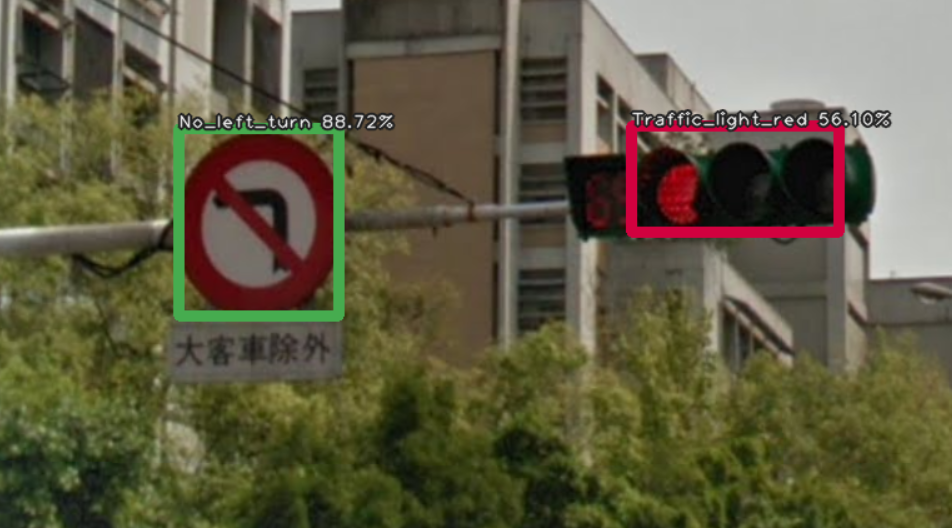 No_left_turn 88.72%
Traffic_light_red 56.10%
大客車除外